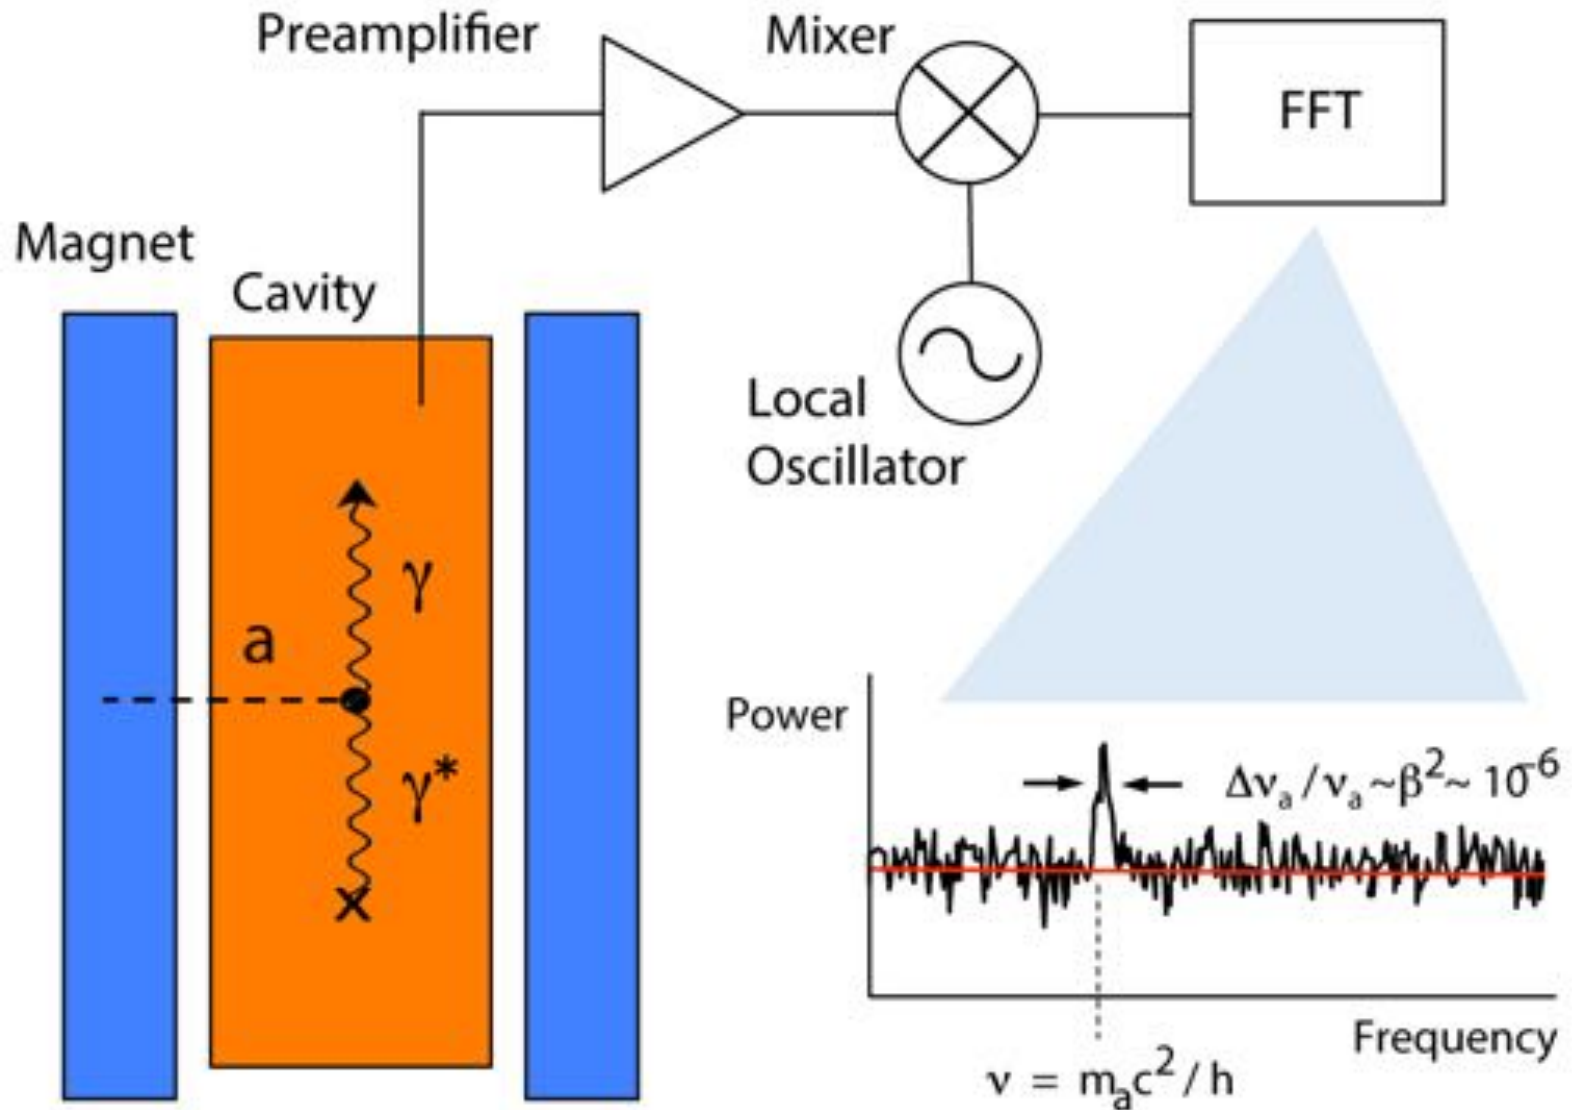 Preamplifier
Mixer
FFT
Magnet
Cavity
Local
Oscillator
γ
a
γ*
Power
Δνₐ/νₐ~β²~10⁻⁶
Frequency
ν = mₐc²/h